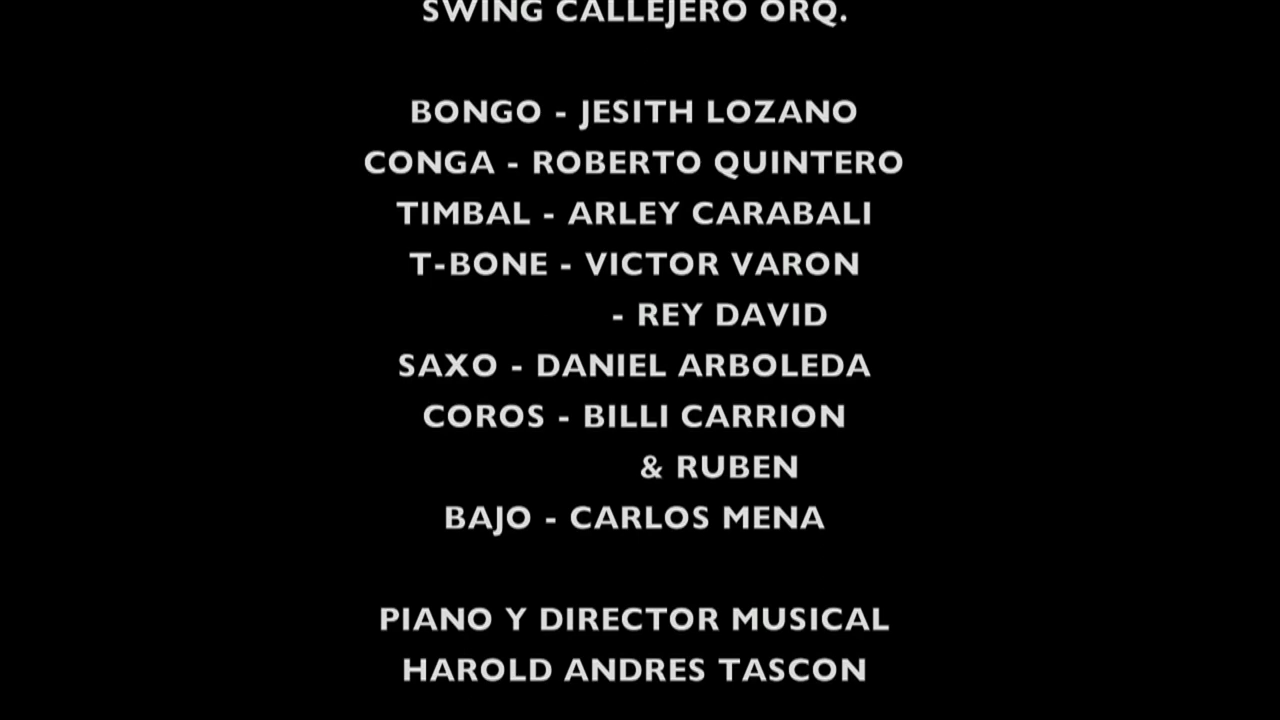 SWING CALLEJERO ORQ.
BONGO - JESITH LOZANO
CONGA - ROBERTO QUINTERO
TIMBAL - ARLEY CARABALI
T-BONE - VICTOR VARON
- REY DAVID
SAXO - DANIEL ARBOLEDA
COROS - BILLI CARRION
& RUBEN
BAJO - CARLOS MENA
PIANO Y DIRECTOR MUSICAL
HAROLD ANDRES TASCON